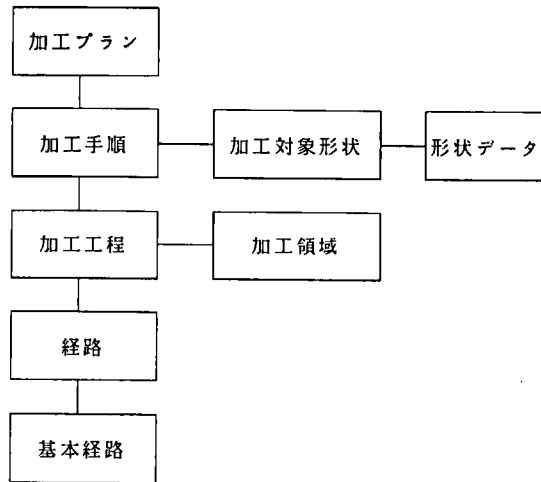 加工プラン
加工手順
加工対象形状
形状データ
加工工程
加工領域
経路
基本経路